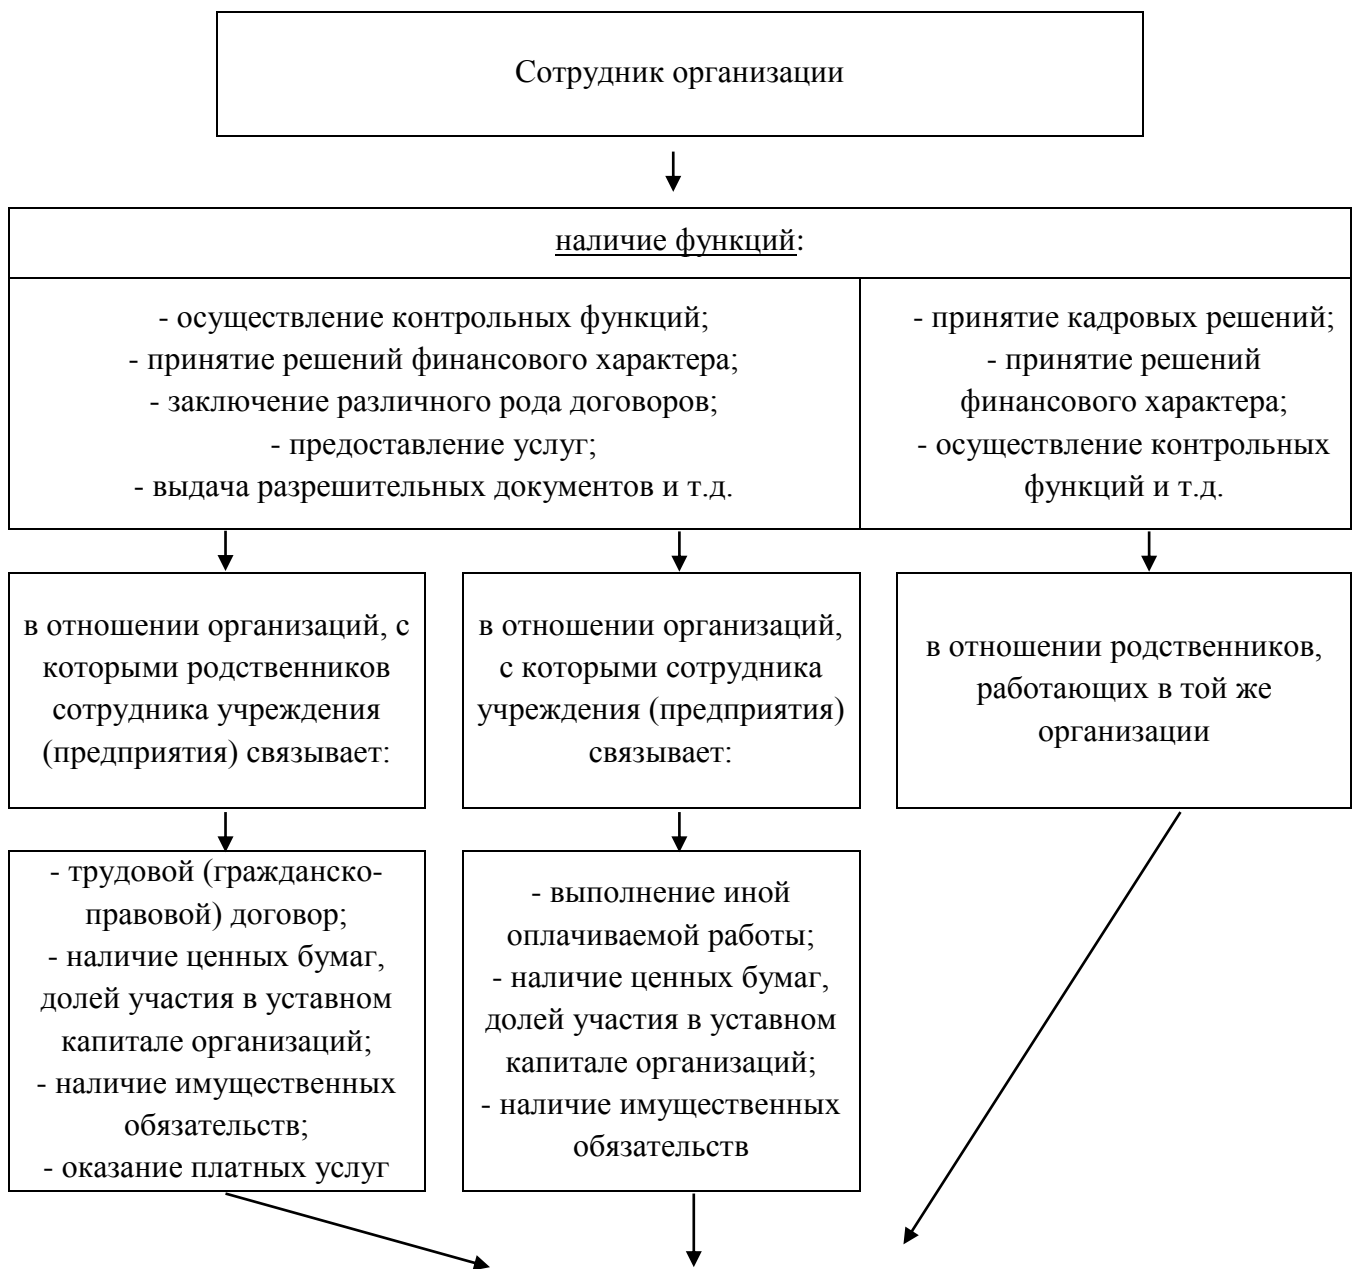 Сотрудник организации
наличие функций:
- осуществление контрольных функций;
- принятие решений финансового характера;
- заключение различного рода договоров;
- предоставление услуг;
- выдача разрешительных документов и т.д.
- принятие кадровых решений;
- принятие решений
финансового характера;
- осуществление контрольных
функций и т.д.
в отношении организаций, с
которыми родственников
сотрудника учреждения
(предприятия) связывает:
в отношении организаций,
с которыми сотрудника
учреждения (предприятия)
связывает:
в отношении родственников,
работающих в той же
организации
- трудовой (гражданско-
правовой) договор;
- наличие ценных бумаг,
долей участия в уставном
капитале организаций;
- наличие имущественных
обязательств;
- оказание платных услуг
- выполнение иной
оплачиваемой работы;
- наличие ценных бумаг,
долей участия в уставном
капитале организаций;
- наличие имущественных
обязательств